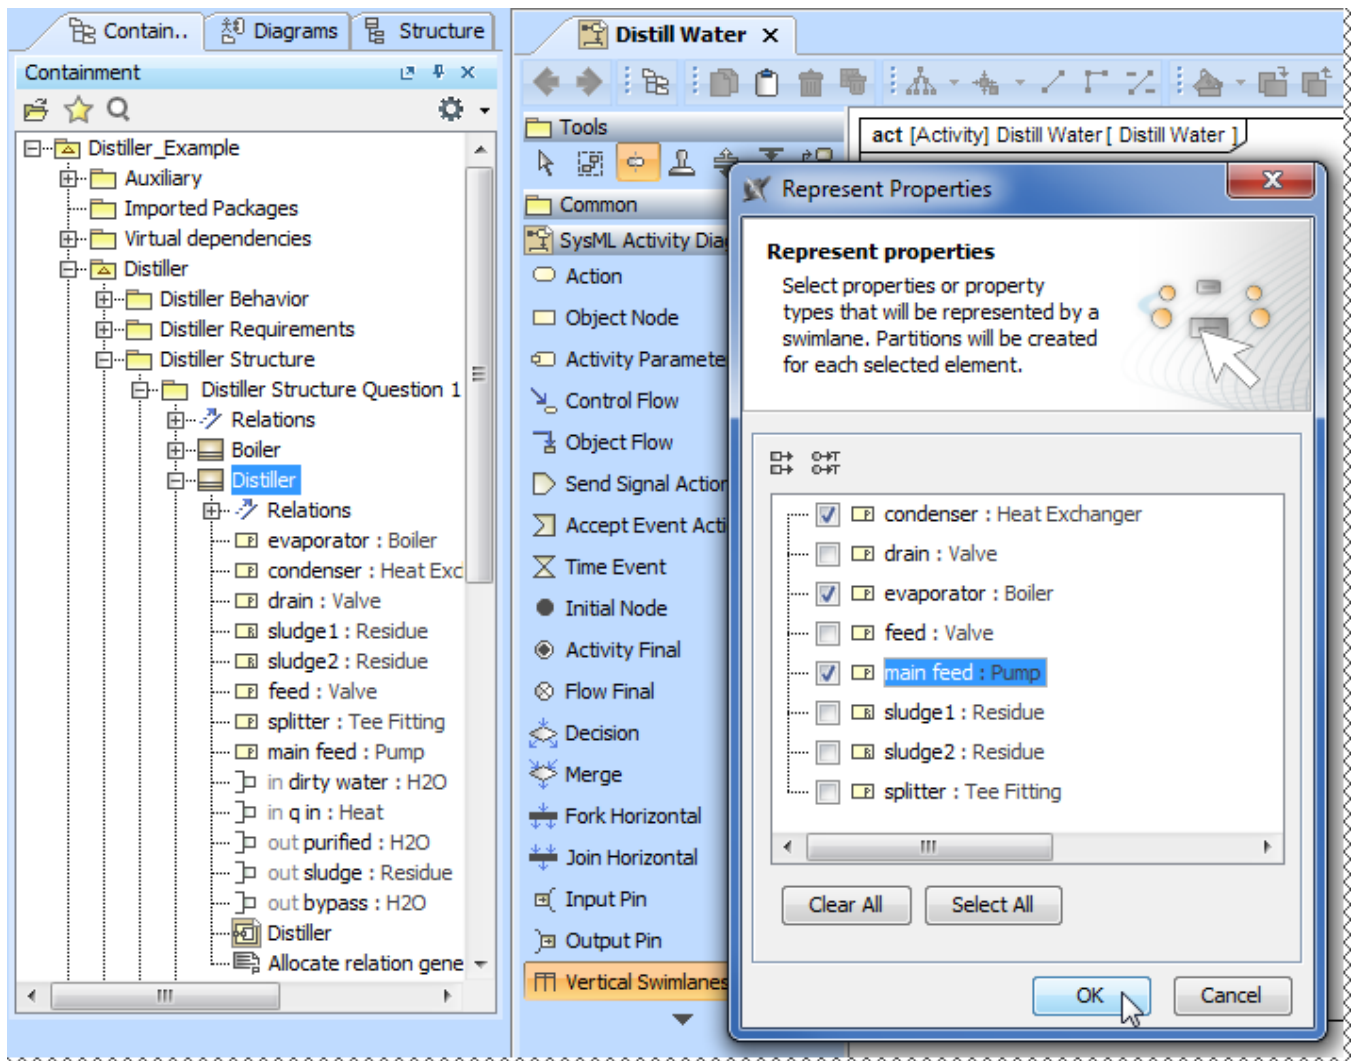 Contain..
Diagrams
Structure
Containment
Distiller_Example
Auxiliary
Imported Packages
Virtual dependencies
Distiller
Distiller Behavior
Distiller Requirements
Distiller Structure
Distiller Structure Question 1
Relations
Boiler
Distiller
Relations
evaporator : Boiler
condenser : Heat Exc
drain : Valve
sludge1 : Residue
sludge2 : Residue
feed : Valve
splitter : Tee Fitting
main feed : Pump
in dirty water : H2O
in q in : Heat
out purified : H2O
out sludge : Residue
out bypass : H2O
Distiller
Allocate relation gene
Distill Water
Tools
Common
SysML Activity Dia
Action
Object Node
Activity Paramete
Control Flow
Object Flow
Send Signal Action
Accept Event Acti
Time Event
Initial Node
Activity Final
Flow Final
Decision
Merge
Fork Horizontal
Join Horizontal
Input Pin
Output Pin
Vertical Swimlanes
act [Activity] Distill Water [ Distill Water ]
Represent Properties
Represent properties
Select properties or property
types that will be represented by a
swimlane. Partitions will be created
for each selected element.
condenser : Heat Exchanger
drain : Valve
evaporator : Boiler
feed : Valve
main feed : Pump
sludge1 : Residue
sludge2 : Residue
splitter : Tee Fitting
Clear All
Select All
OK
Cancel